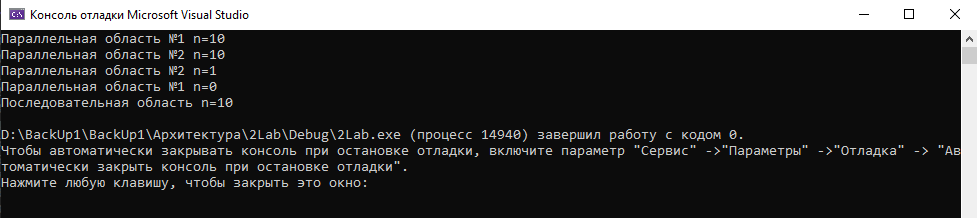 Консоль отладки Microsoft Visual Studio
Параллельная область №1 n=10
Параллельная область №2 n=10
Параллельная область №2 n=1
Параллельная область №1 n=0
Последовательная область n=10
D:\BackUp1\BackUp1\Архитектура\2Lab\Debug\2Lab.exe (процесс 14940) завершил работу с кодом 0.
Чтобы автоматически закрывать консоль при остановке отладки, включите параметр "Сервис" ->"Параметры" ->"Отладка" -> "Ав
томатически закрыть консоль при остановке отладки".
Нажмите любую клавишу, чтобы закрыть это окно: